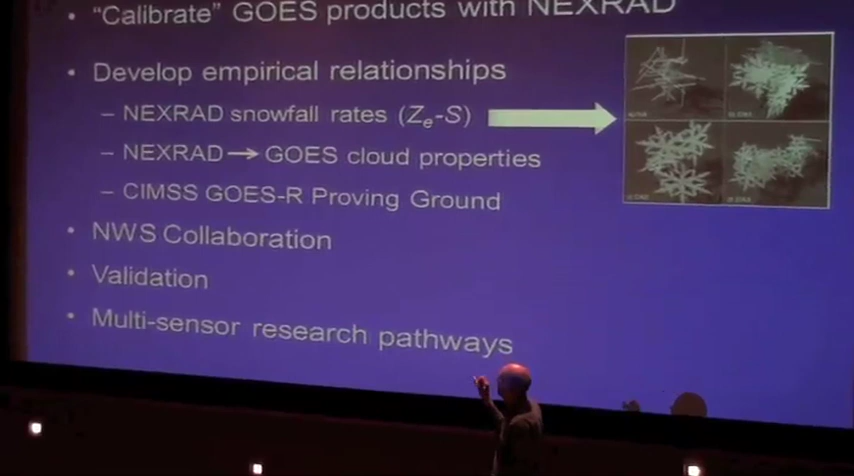 • "Calibrate" GOES products with NEXRAD
• Develop empirical relationships
– NEXRAD snowfall rates (Ze-S)
– NEXRAD → GOES cloud properties
– CIMSS GOES-R Proving Ground
• NWS Collaboration
• Validation
• Multi-sensor research pathways